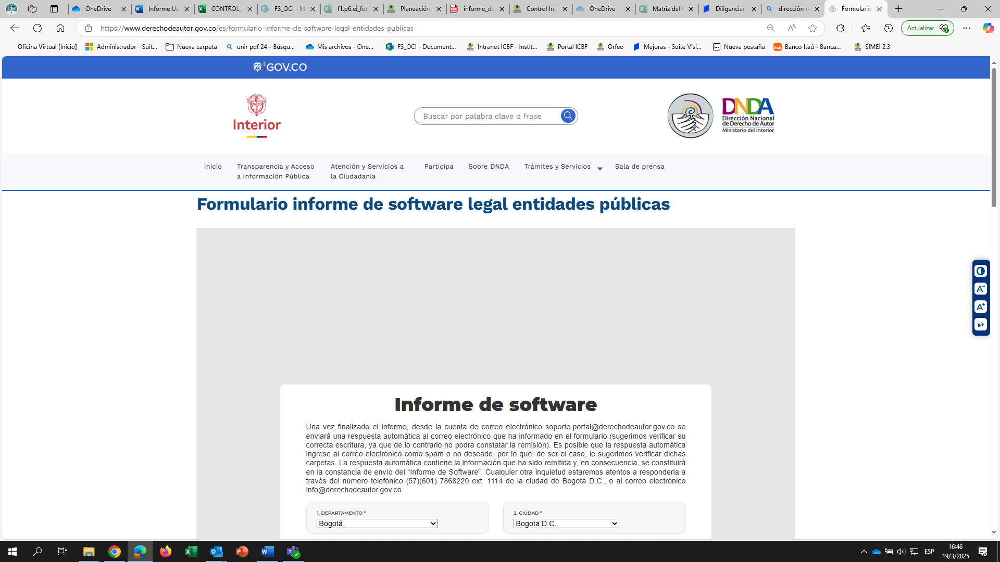 OneDrive
Informe Us
CONTROL_
FS_OCI - M
f1.p6.ei_for
Planeación,
informe_de
Control Int
OneDrive
Matriz del
Diligenciar
dirección n
Formulario
https://www.derechodeautor.gov.co/es/formulario-informe-de-software-legal-entidades-publicas
Actualizar
Oficina Virtual [Inicio]
Administrador - Suit...
Nueva carpeta
unir pdf 24 - Búsqu...
Mis archivos - One...
FS_OCI - Document...
Intranet ICBF - Instit...
Portal ICBF
Orfeo
Mejoras - Suite Visi...
Nueva pestaña
Banco Itaú - Banca...
SIMEI 2.3
GOV.CO
Interior
Buscar por palabra clave o frase
DNDA
Dirección Nacional
de Derecho de Autor
Ministerio del Interior
Inicio
Transparencia y Acceso
a Información Pública
Atención y Servicios a
la Ciudadanía
Participa
Sobre DNDA
Trámites y Servicios
Sala de prensa
Formulario informe de software legal entidades públicas
A-
A+
Informe de software
Una vez finalizado el informe, desde la cuenta de correo electrónico soporte.portal@derechodeautor.gov.co se
enviará una respuesta automática al correo electrónico que ha informado en el formulario (sugerimos verificar su
correcta escritura, ya que de lo contrario no podrá constatar la remisión). Es posible que la respuesta automática
ingrese al correo electrónico como spam o no deseado, por lo que, de ser el caso, le sugerimos verificar dichas
carpetas. La respuesta automática contiene la información que ha sido remitida y, en consecuencia, se constituirá
en la constancia de envío del “Informe de Software”. Cualquier otra inquietud estaremos atentos a responderla a
través del número telefónico (57)(601) 7868220 ext. 1114 de la ciudad de Bogotá D.C., o al correo electrónico
info@derechodeautor.gov.co
1. DEPARTAMENTO *
Bogotá
2. CIUDAD *
Bogota D.C.
ESP
16:46
19/3/2025